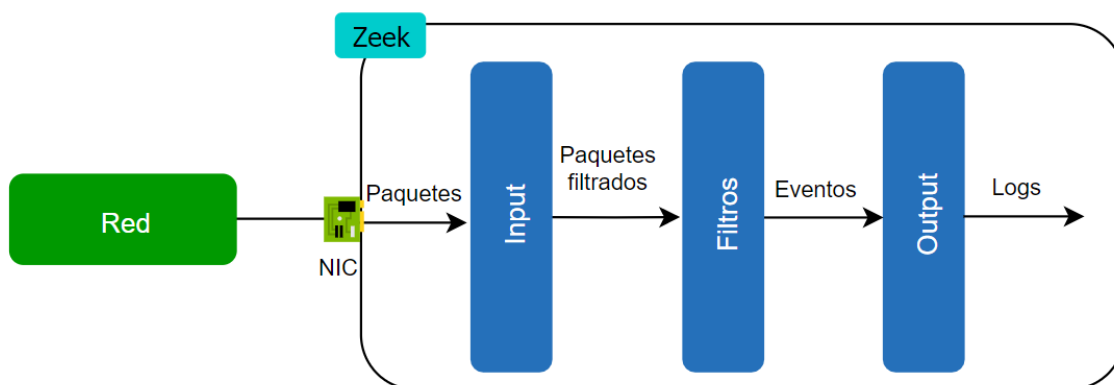 Zeek
Red
NIC
Paquetes
Input
Paquetes
filtrados
Filtros
Eventos
Output
Logs